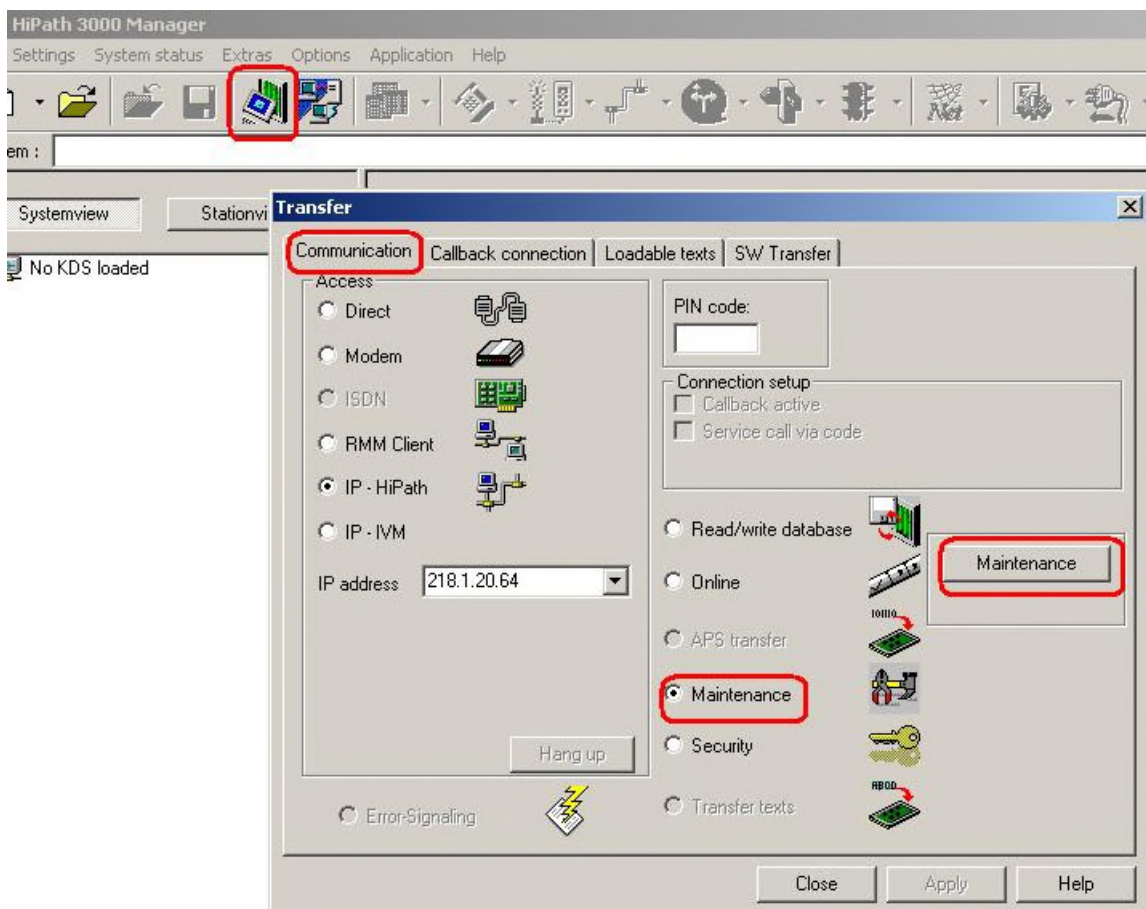 HiPath 3000 Manager
Settings System status Extras Options Application Help
Net
em :
Systemview Stationvi
No KDS loaded
Transfer
Communication Callback connection Loadable texts SW Transfer
Access
Direct
Modem
ISDN
RMM Client
IP - HiPath
IP - IVM
IP address 218.1.20.64
Hang up
Error-Signaling
PIN code:
Connection setup
Callback active
Service call via code
Read/write database
Online
APS transfer
Maintenance
Security
Transfer texts
Maintenance
Close Apply Help